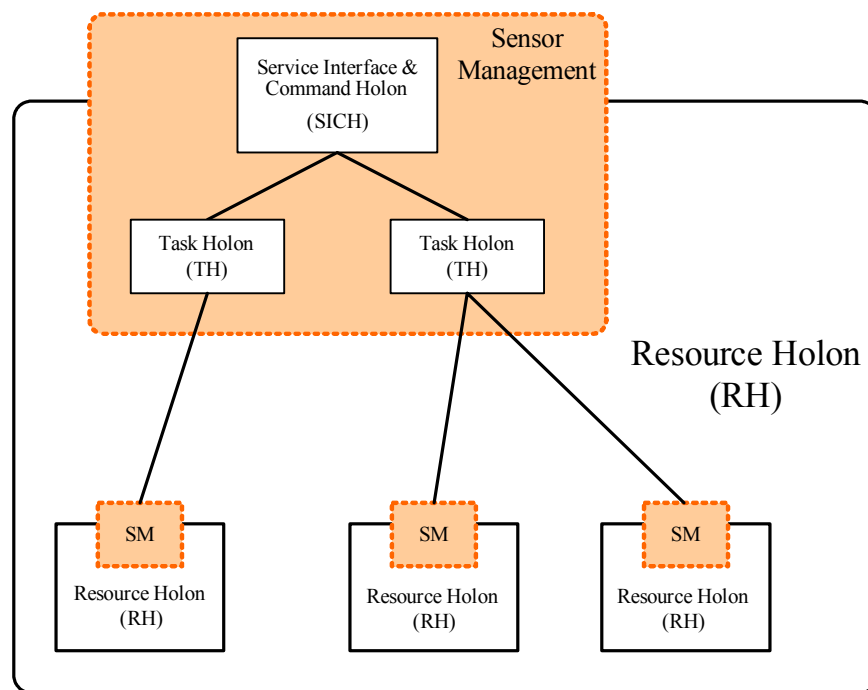 Sensor
Management
Service Interface &
Command Holon
(SICH)
Task Holon
(TH)
Task Holon
(TH)
Resource Holon
(RH)
SM
Resource Holon
(RH)
SM
Resource Holon
(RH)
SM
Resource Holon
(RH)